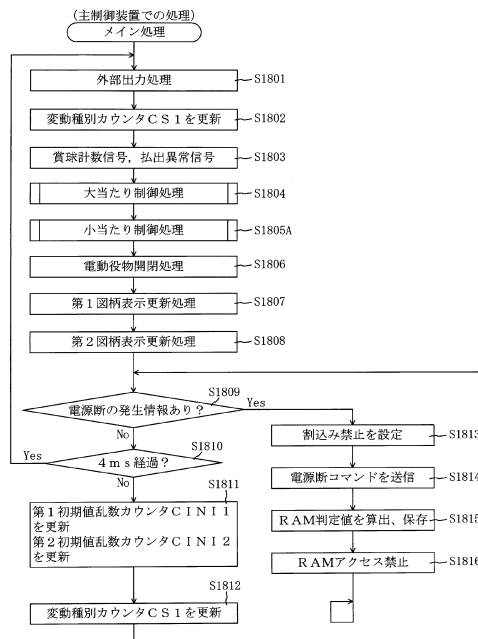 (主制御装置での処理)
メイン処理
外部出力処理 S1801
変動種別カウンタCS1を更新 S1802
賞球計数信号,払出異常信号 S1803
大当たり制御処理 S1804
小当たり制御処理 S1805A
電動役物開閉処理 S1806
第1図柄表示更新処理 S1807
第2図柄表示更新処理 S1808
S1809
電源断の発生情報あり? Yes
No
S1810
Yes 4ms経過?
No
S1811
第1初期値乱数カウンタCINI1
を更新
第2初期値乱数カウンタCINI2
を更新
S1812
変動種別カウンタCS1を更新
割込み禁止を設定 S1813
電源断コマンドを送信 S1814
RAM判定値を算出、保存 S1815
RAMアクセス禁止 S1816